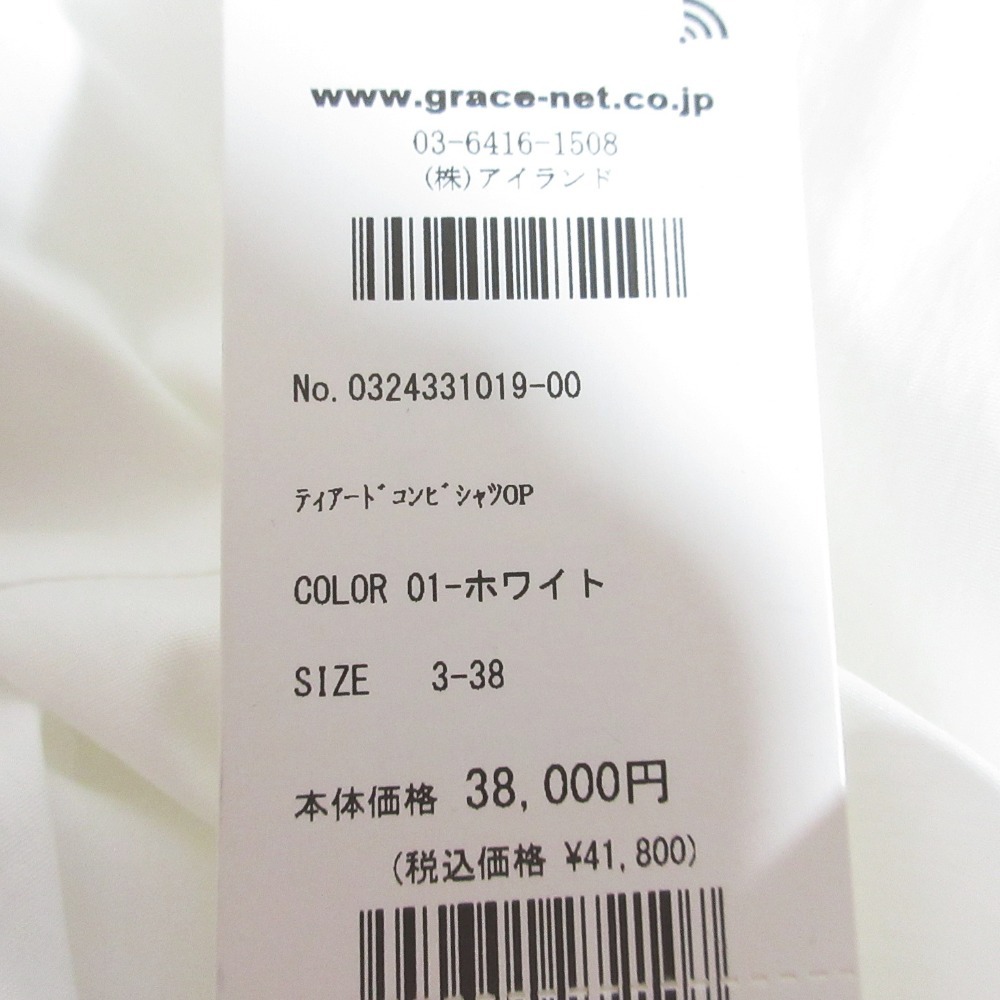 www.grace-net.co.jp
03-6416-1508
(株)アイランド
No. 0324331019-00
ﾃｨｱｰﾄﾞｺﾝﾋﾞｼｬﾂOP
COLOR 01-ホワイト
SIZE 3-38
本体価格 38,000円
(税込価格 ¥41,800)